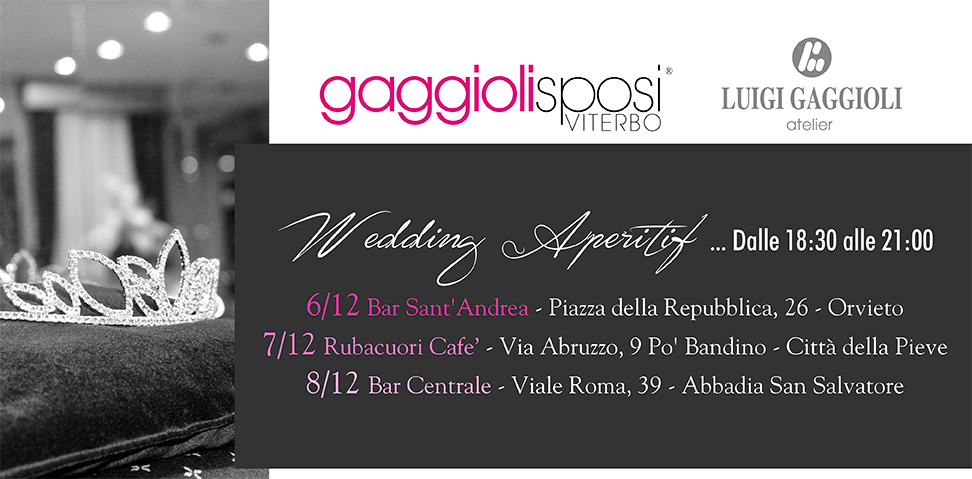 gaggiolisposi®
VITERBO
LUIGI GAGGIOLI
atelier
Wedding Aperitif ... Dalle 18:30 alle 21:00
6/12 Bar Sant'Andrea - Piazza della Repubblica, 26 - Orvieto
7/12 Rubacuori Cafe' - Via Abruzzo, 9 Po' Bandino - Città della Pieve
8/12 Bar Centrale - Viale Roma, 39 - Abbadia San Salvatore